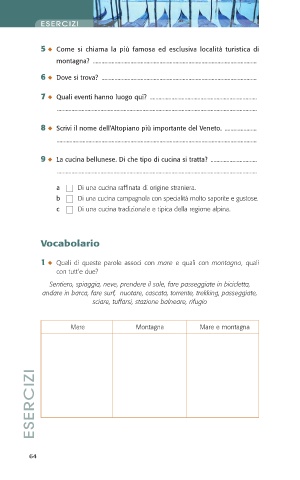 ESERCIZI
5 ◆ Come si chiama la più famosa ed esclusiva località turistica di
montagna? ..........
6 ◆ Dove si trova? ..........
7 ◆ Quali eventi hanno luogo qui? ..........
..........
8 ◆ Scrivi il nome dell'Altopiano più importante del Veneto. ..........
..........
9 ◆ La cucina bellunese. Di che tipo di cucina si tratta? ..........
..........
a □ Di una cucina raffinata di origine straniera.
b □ Di una cucina campagnola con specialità molto saporite e gustose.
c □ Di una cucina tradizionale e tipica della regione alpina.
Vocabolario
1 ◆ Quali di queste parole associ con mare e quali con montagna, quali
con tutt'e due?
Sentiero, spiaggia, neve, prendere il sole, fare passeggiate in bicicletta,
andare in barca, fare surf, nuotare, cascata, torrente, trekking, passeggiate,
sciare, tuffarsi, stazione balneare, rifugio
Mare Montagna Mare e montagna
ESERCIZI
64